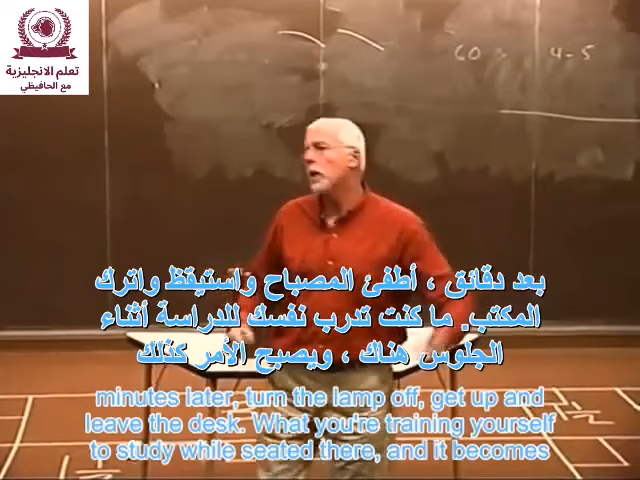 تعلم الانجليزية
مع الحافيظي
60
4-5
بعد دقائق ، أطفئ المصباح واستيقظ واترك
المكتب. ما كنت تدرب نفسك للدراسة أثناء
الجلوس هناك ، ويصبح الأمر كذلك
minutes later, turn the lamp off, get up and
leave the desk. What you're training yourself
to study while seated there, and it becomes